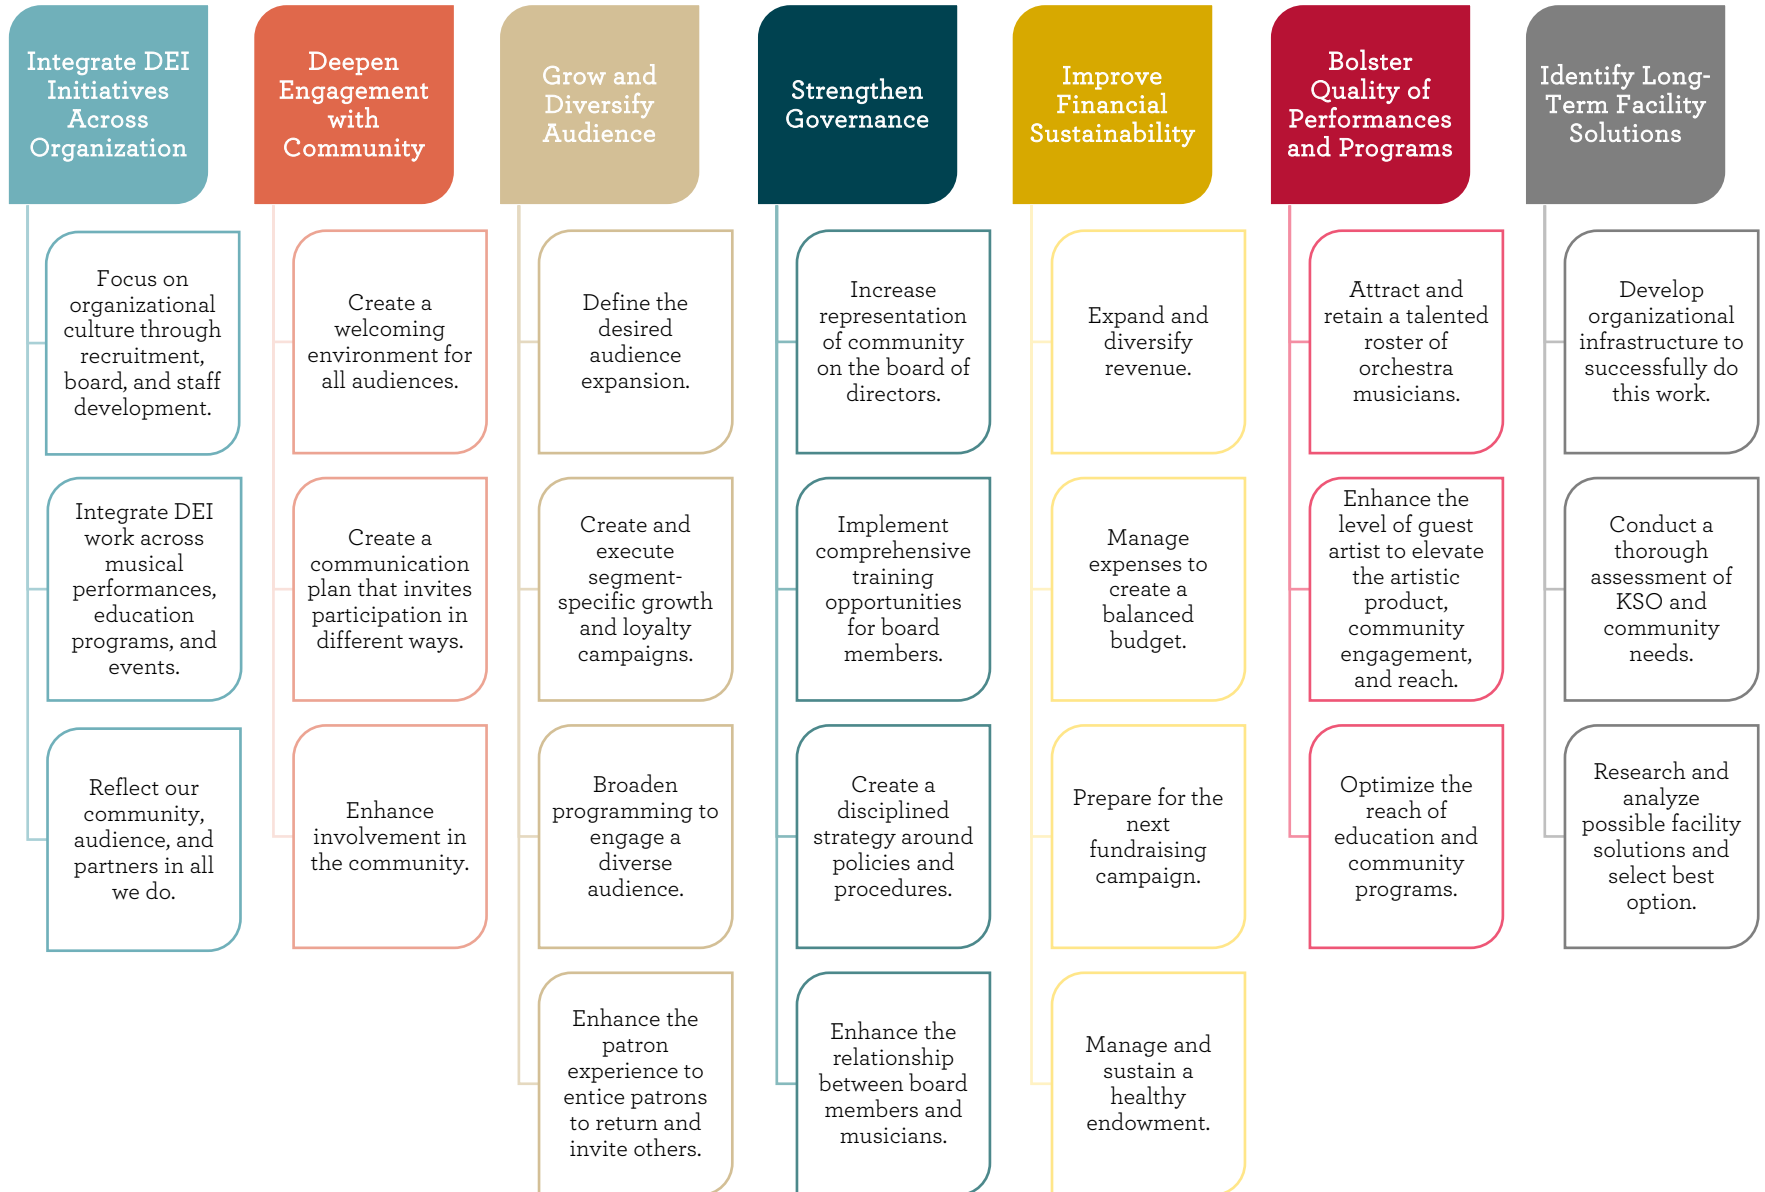 Integrate DEI
Initiatives
Across
Organization
Focus on
organizational
culture through
recruitment,
board, and staff
development.
Integrate DEI
work across
musical
performances,
education
programs, and
events.
Reflect our
community,
audience, and
partners in all
we do.
Deepen
Engagement
with
Community
Create a
welcoming
environment for
all audiences.
Create a
communication
plan that invites
participation in
different ways.
Enhance
involvement in
the community.
Grow and
Diversify
Audience
Define the
desired
audience
expansion.
Create and
execute
segment-
specific growth
and loyalty
campaigns.
Broaden
programming to
engage a
diverse
audience.
Enhance the
patron
experience to
entice patrons
to return and
invite others.
Strengthen
Governance
Increase
representation
of community
on the board of
directors.
Implement
comprehensive
training
opportunities
for board
members.
Create a
disciplined
strategy around
policies and
procedures.
Enhance the
relationship
between board
members and
musicians.
Improve
Financial
Sustainability
Expand and
diversify
revenue.
Manage
expenses to
create a
balanced
budget.
Prepare for the
next
fundraising
campaign.
Manage and
sustain a
healthy
endowment.
Bolster
Quality of
Performances
and Programs
Attract and
retain a talented
roster of
orchestra
musicians.
Enhance the
level of guest
artist to elevate
the artistic
product,
community
engagement,
and reach.
Optimize the
reach of
education and
community
programs.
Identify Long-
Term Facility
Solutions
Develop
organizational
infrastructure to
successfully do
this work.
Conduct a
thorough
assessment of
KSO and
community
needs.
Research and
analyze
possible facility
solutions and
select best
option.